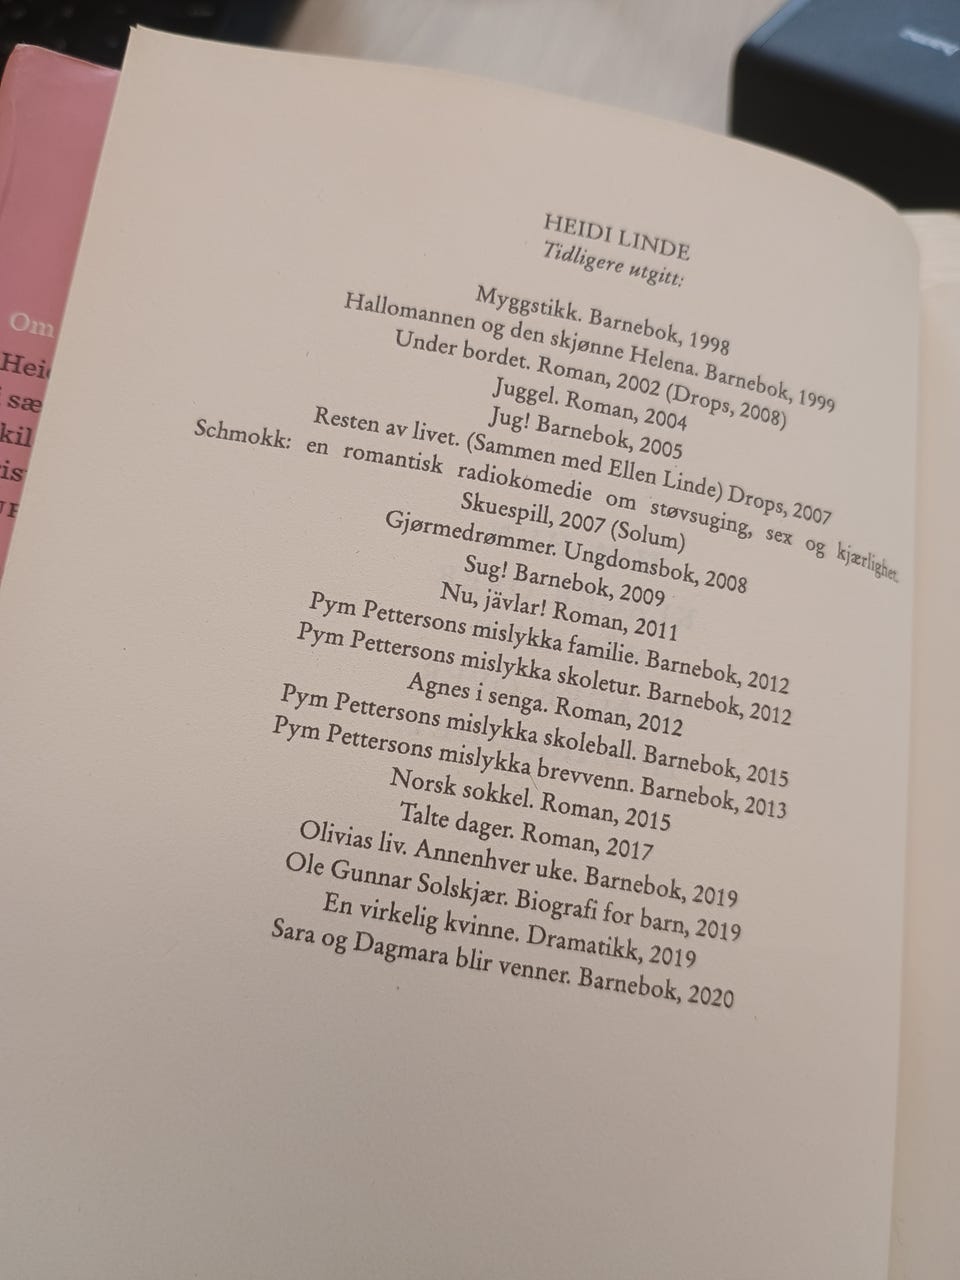 HEIDI LINDE
Tidligere utgitt:
Myggstikk. Barnebok, 1998
Hallomannen og den skjønne Helena. Barnebok, 1999
Under bordet. Roman, 2002 (Drops, 2008)
Juggel. Roman, 2004
Jug! Barnebok, 2005
Resten av livet. (Sammen med Ellen Linde) Drops, 2007
Schmokk: en romantisk radiokomedie om støvsuging, sex og kjærlighet.
Skuespill, 2007 (Solum)
Gjørmedrømmer. Ungdomsbok, 2008
Sug! Barnebok, 2009
Nu, jävlar! Roman, 2011
Pym Pettersons mislykka familie. Barnebok, 2012
Pym Pettersons mislykka skoletur. Barnebok, 2012
Agnes i senga. Roman, 2012
Pym Pettersons mislykka skoleball. Barnebok, 2015
Pym Pettersons mislykka brevvenn. Barnebok, 2013
Norsk sokkel. Roman, 2015
Talte dager. Roman, 2017
Olivias liv. Annenhver uke. Barnebok, 2019
Ole Gunnar Solskjær. Biografi for barn, 2019
En virkelig kvinne. Dramatikk, 2019
Sara og Dagmara blir venner. Barnebok, 2020
Om